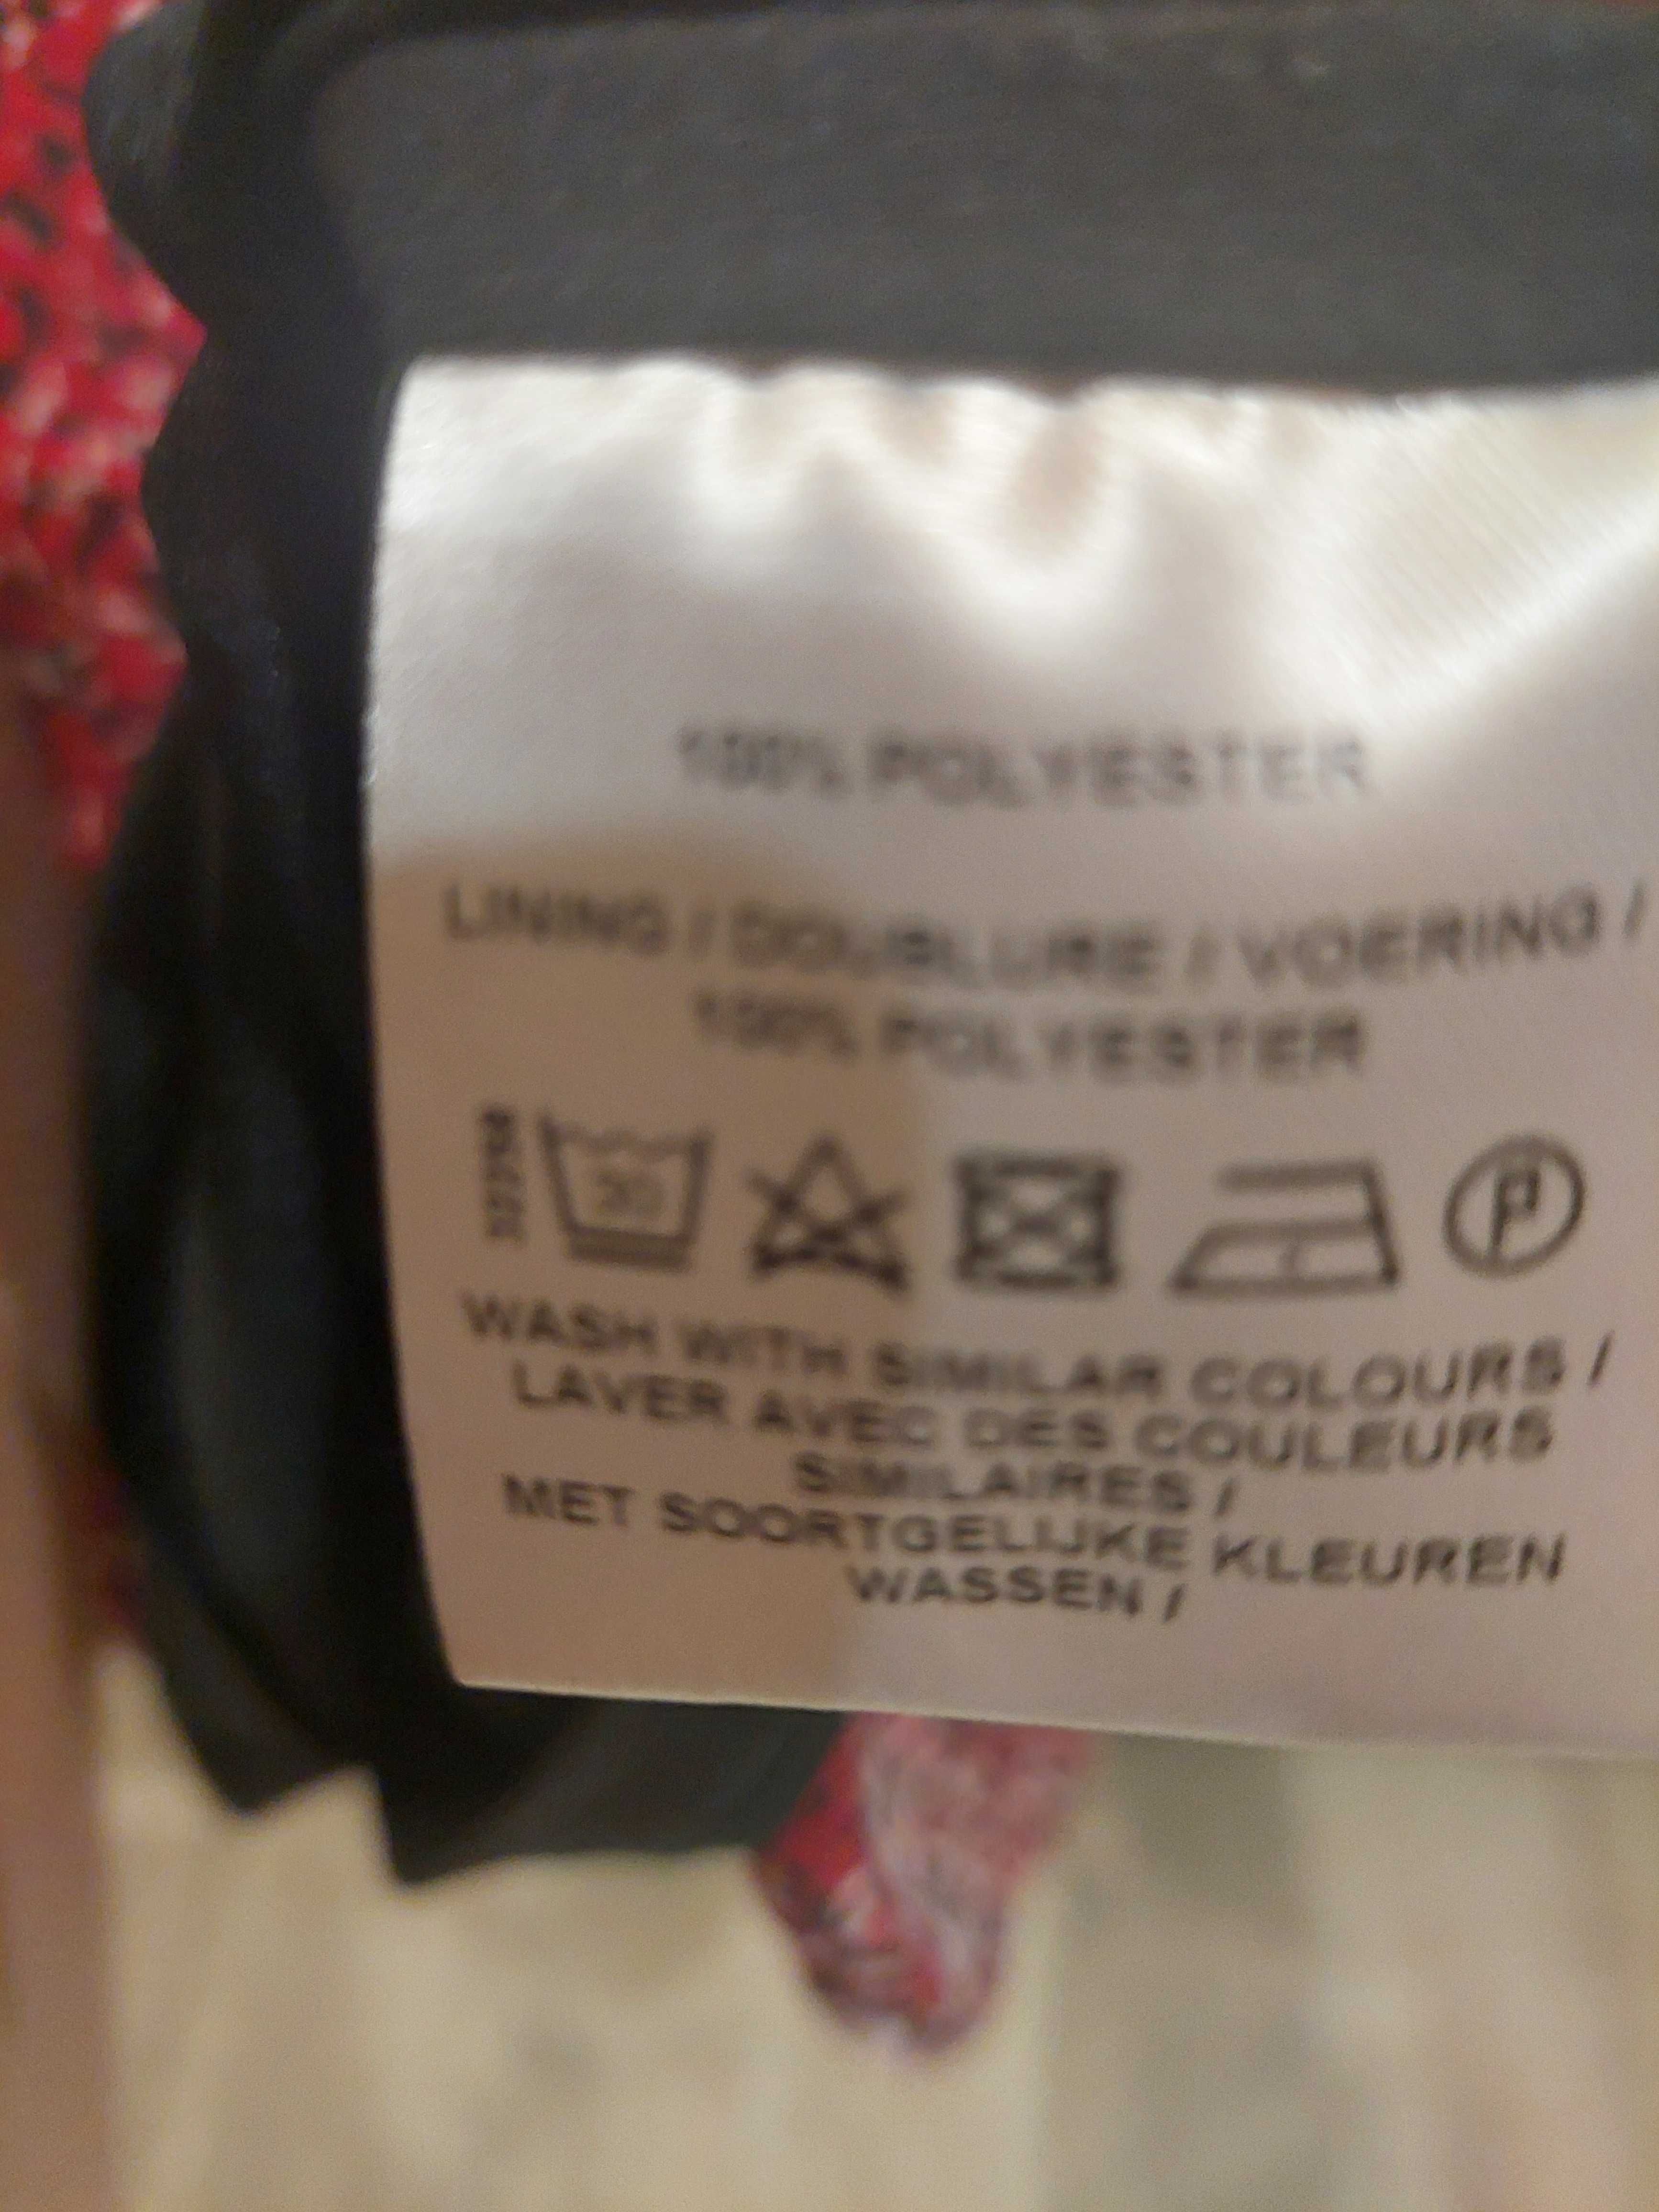 100% POLYESTER
LINING / DOUBLURE / VOERING /
100% POLYESTER
30 P
WASH WITH SIMILAR COLOURS /
LAVER AVEC DES COULEURS
SIMILAIRES /
MET SOORTGELIJKE KLEUREN
WASSEN /